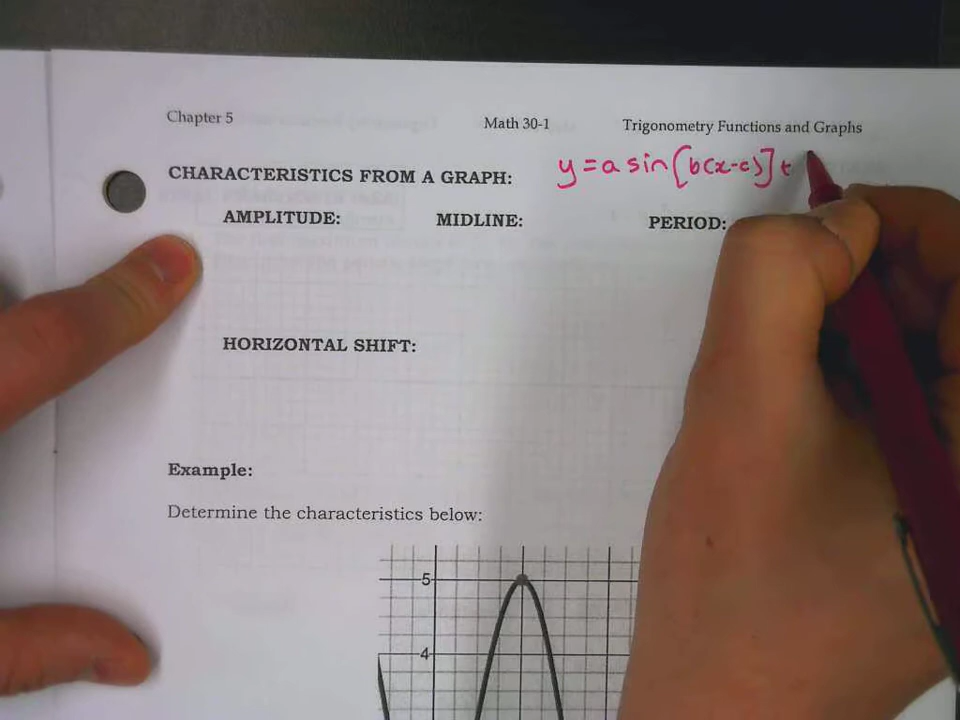 Chapter 5 Math 30-1 Trigonometry Functions and Graphs
CHARACTERISTICS FROM A GRAPH: y = a sin[b(x-c)] +
AMPLITUDE: MIDLINE: PERIOD:
HORIZONTAL SHIFT:
Example:
Determine the characteristics below:
5
4